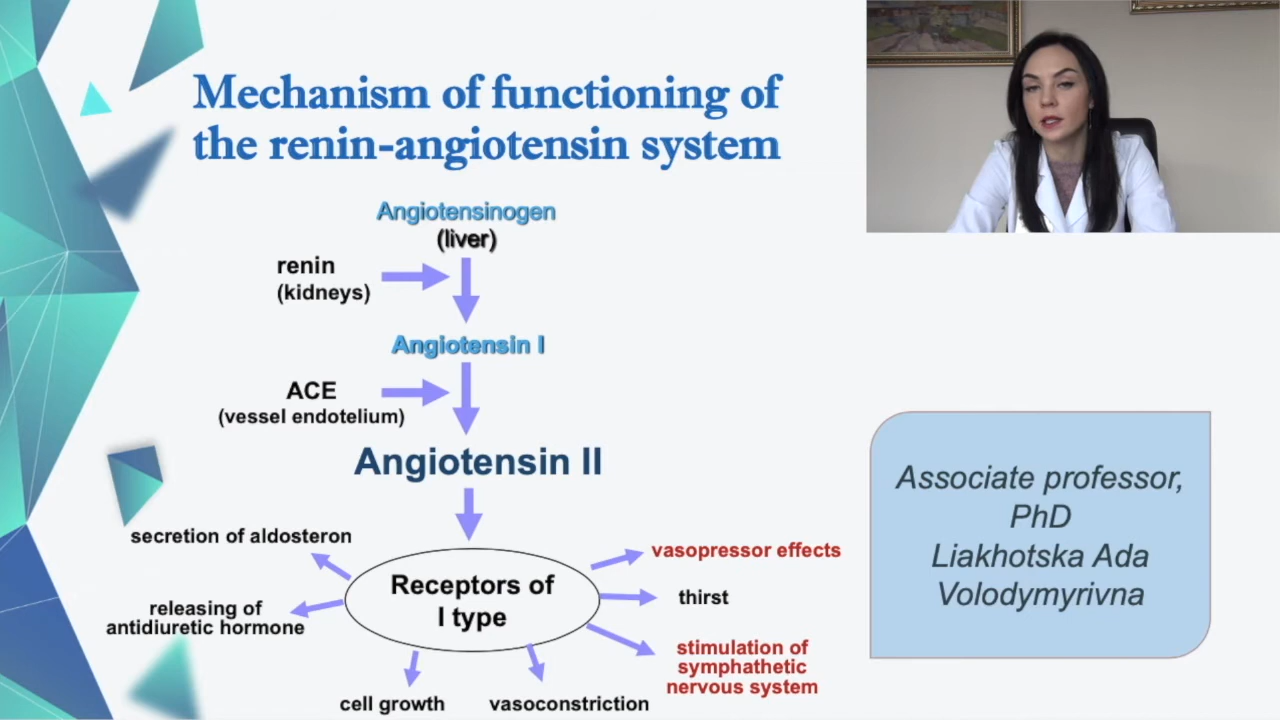 Mechanism of functioning of
the renin-angiotensin system
Angiotensinogen
(liver)
renin
(kidneys)
Angiotensin I
ACE
(vessel endotelium)
Angiotensin II
secretion of aldosteron
releasing of
antidiuretic hormone
Receptors of
I type
cell growth
vasoconstriction
vasopressor effects
thirst
stimulation of
symphathetic
nervous system
Associate professor,
PhD
Liakhotska Ada
Volodymyrivna